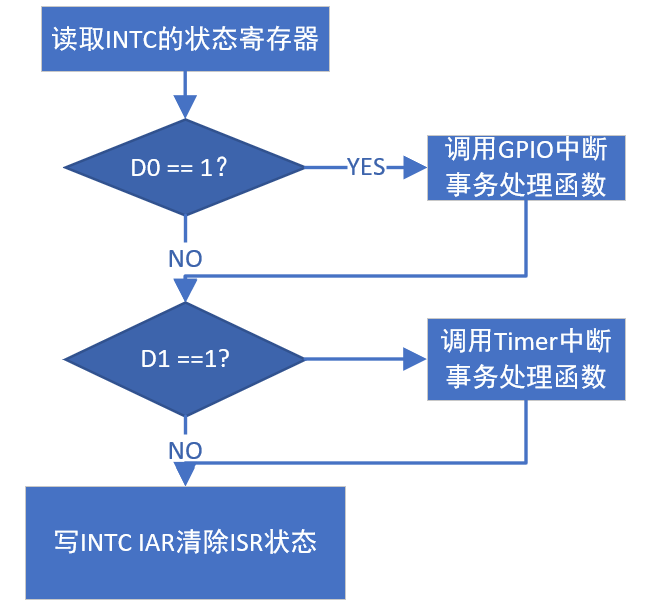 读取INTC的状态寄存器
D0 == 1？
YES
调用GPIO中断
事务处理函数
NO
D1 ==1?
调用Timer中断
事务处理函数
NO
写INTC IAR清除ISR状态